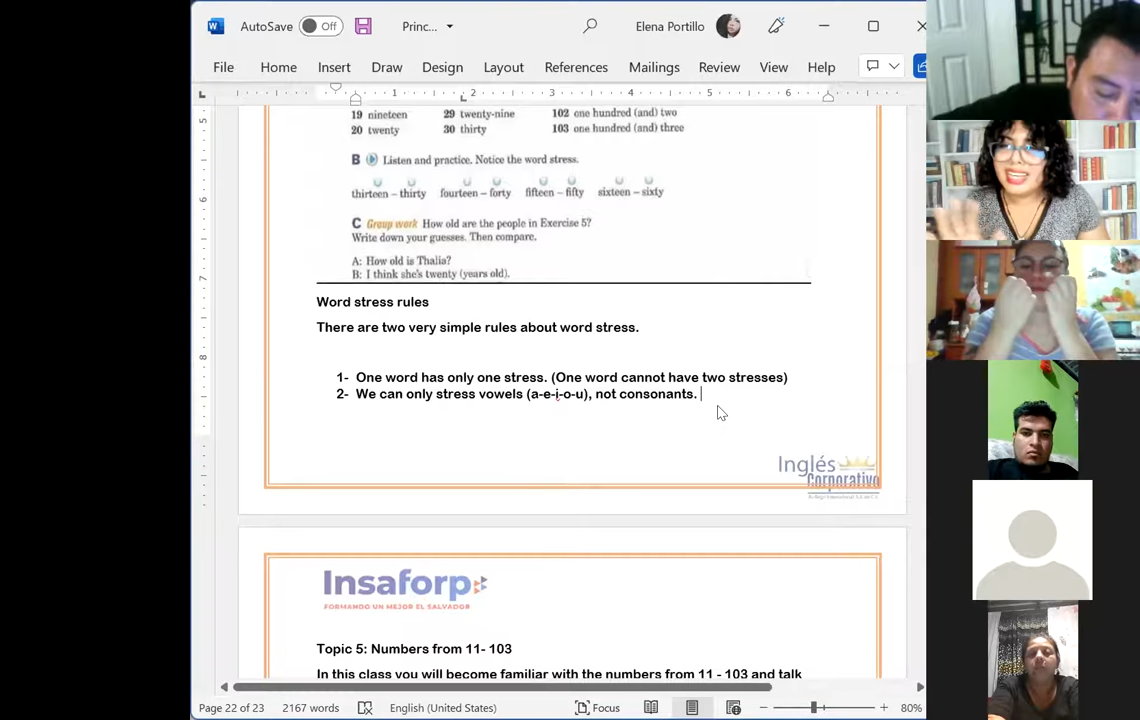 AutoSave Off Princ... Elena Portillo
File Home Insert Draw Design Layout References Mailings Review View Help
1 2 3 4 5 6
19 nineteen 29 twenty-nine 102 one hundred (and) two
20 twenty 30 thirty 103 one hundred (and) three
B Listen and practice. Notice the word stress.
thirteen – thirty fourteen – forty fifteen – fifty sixteen – sixty
C Group work How old are the people in Exercise 5?
Write down your guesses. Then compare.
A: How old is Thalia?
B: I think she's twenty (years old).
Word stress rules
There are two very simple rules about word stress.
1- One word has only one stress. (One word cannot have two stresses)
2- We can only stress vowels (a-e-i-o-u), not consonants.
Inglés
Corporativo
Insaforp
FORMANDO UN MEJOR EL SALVADOR
Topic 5: Numbers from 11- 103
In this class you will become familiar with the numbers from 11 - 103 and talk
Page 22 of 23 2167 words English (United States) Focus 80%